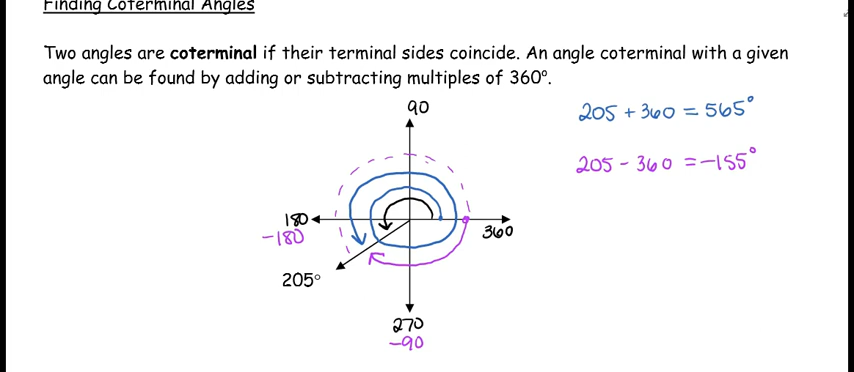 Finding Coterminal Angles
Two angles are coterminal if their terminal sides coincide. An angle coterminal with a given
angle can be found by adding or subtracting multiples of 360°.
90
205 + 360 = 565°
205 - 360 = -155°
180
-180
360
205°
270
-90